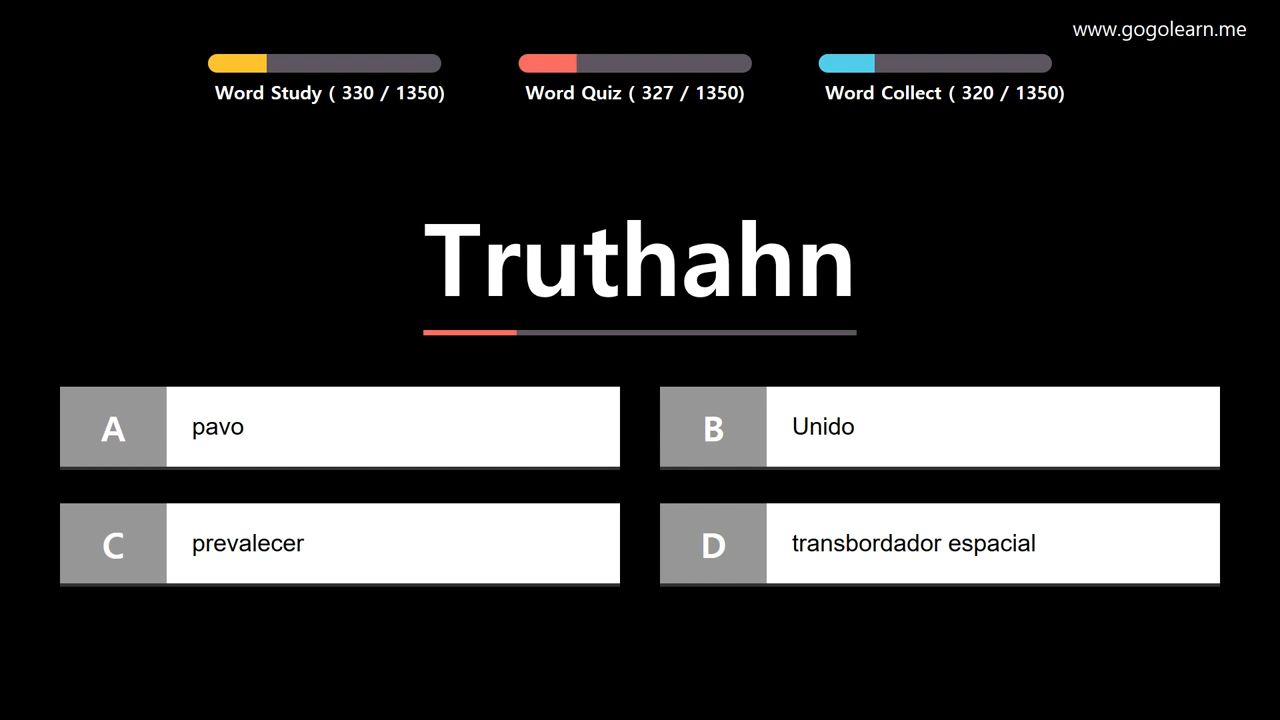 www.gogolearn.me
Word Study ( 330 / 1350)
Word Quiz ( 327 / 1350)
Word Collect ( 320 / 1350)
Truthahn
A pavo
B Unido
C prevalecer
D transbordador espacial